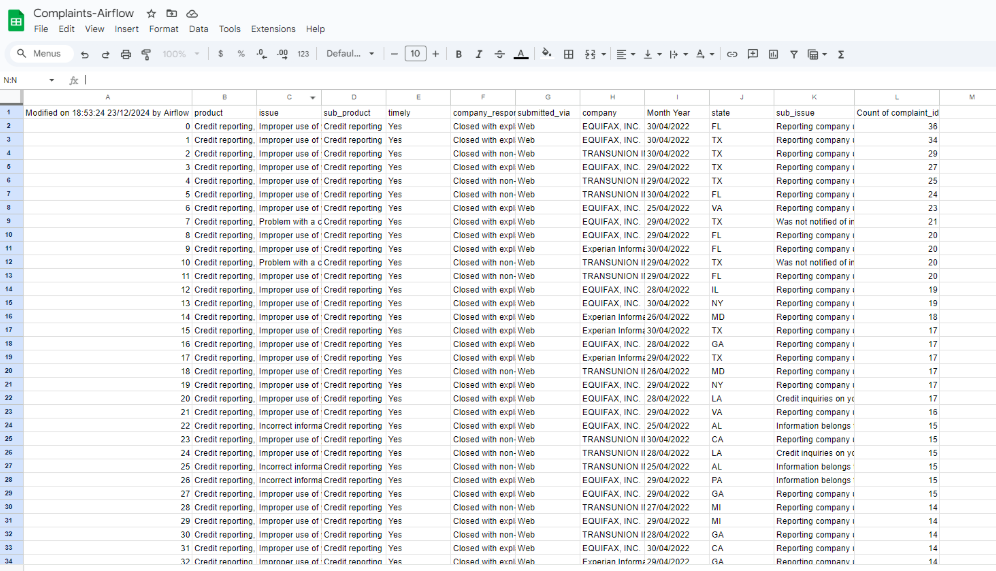 Complaints-Airflow
File Edit View Insert Format Data Tools Extensions Help
Menus 100% $ % .0 .00 123 Defaul... 10 B I A A Σ
N:N fx
A B C D E F G H I J K L M
1 Modified on 18:53:24 23/12/2024 by Airflow product issue sub_product timely company_respor submitted_via company Month Year state sub_issue Count of complaint_id
2 0 Credit reporting, Improper use of Credit reporting Yes Closed with expl Web EQUIFAX, INC. 30/04/2022 FL Reporting company 36
3 1 Credit reporting, Improper use of Credit reporting Yes Closed with expl Web EQUIFAX, INC. 30/04/2022 TX Reporting company 34
4 2 Credit reporting, Improper use of Credit reporting Yes Closed with non- Web TRANSUNION 30/04/2022 TX Reporting company 29
5 3 Credit reporting, Improper use of Credit reporting Yes Closed with expl Web EQUIFAX, INC. 29/04/2022 TX Reporting company 27
6 4 Credit reporting, Improper use of Credit reporting Yes Closed with non- Web TRANSUNION 29/04/2022 TX Reporting company 25
7 5 Credit reporting, Improper use of Credit reporting Yes Closed with non- Web TRANSUNION 30/04/2022 FL Reporting company 24
8 6 Credit reporting, Improper use of Credit reporting Yes Closed with expl Web EQUIFAX, INC. 25/04/2022 VA Reporting company 23
9 7 Credit reporting, Problem with a c Credit reporting Yes Closed with expl Web EQUIFAX, INC. 29/04/2022 TX Was not notified of in 21
10 8 Credit reporting, Improper use of Credit reporting Yes Closed with expl Web EQUIFAX, INC. 29/04/2022 FL Reporting company 20
11 9 Credit reporting, Improper use of Credit reporting Yes Closed with expl Web Experian Informa 30/04/2022 FL Reporting company 20
12 10 Credit reporting, Problem with a c Credit reporting Yes Closed with non- Web TRANSUNION 29/04/2022 TX Was not notified of in 20
13 11 Credit reporting, Improper use of Credit reporting Yes Closed with non- Web TRANSUNION 29/04/2022 FL Reporting company 20
14 12 Credit reporting, Improper use of Credit reporting Yes Closed with expl Web EQUIFAX, INC. 28/04/2022 IL Reporting company 19
15 13 Credit reporting, Improper use of Credit reporting Yes Closed with expl Web EQUIFAX, INC. 30/04/2022 NY Reporting company 19
16 14 Credit reporting, Improper use of Credit reporting Yes Closed with expl Web Experian Informa 26/04/2022 MD Reporting company 18
17 15 Credit reporting, Improper use of Credit reporting Yes Closed with expl Web Experian Informa 30/04/2022 TX Reporting company 17
18 16 Credit reporting, Improper use of Credit reporting Yes Closed with expl Web EQUIFAX, INC. 28/04/2022 GA Reporting company 17
19 17 Credit reporting, Improper use of Credit reporting Yes Closed with expl Web Experian Informa 29/04/2022 TX Reporting company 17
20 18 Credit reporting, Improper use of Credit reporting Yes Closed with non- Web TRANSUNION 26/04/2022 MD Reporting company 17
21 19 Credit reporting, Improper use of Credit reporting Yes Closed with expl Web EQUIFAX, INC. 29/04/2022 NY Reporting company 17
22 20 Credit reporting, Improper use of Credit reporting Yes Closed with expl Web EQUIFAX, INC. 28/04/2022 LA Credit inquiries on yo 17
23 21 Credit reporting, Improper use of Credit reporting Yes Closed with expl Web EQUIFAX, INC. 29/04/2022 VA Reporting company 16
24 22 Credit reporting, Incorrect informa Credit reporting Yes Closed with expl Web EQUIFAX, INC. 25/04/2022 AL Information belongs 15
25 23 Credit reporting, Improper use of Credit reporting Yes Closed with non- Web TRANSUNION 30/04/2022 CA Reporting company 15
26 24 Credit reporting, Improper use of Credit reporting Yes Closed with non- Web TRANSUNION 28/04/2022 LA Credit inquiries on yo 15
27 25 Credit reporting, Incorrect informa Credit reporting Yes Closed with non- Web TRANSUNION 25/04/2022 AL Information belongs 15
28 26 Credit reporting, Incorrect informa Credit reporting Yes Closed with expl Web EQUIFAX, INC. 29/04/2022 PA Information belongs 15
29 27 Credit reporting, Improper use of Credit reporting Yes Closed with expl Web EQUIFAX, INC. 29/04/2022 GA Reporting company 15
30 28 Credit reporting, Improper use of Credit reporting Yes Closed with non- Web TRANSUNION 27/04/2022 MI Reporting company 14
31 29 Credit reporting, Improper use of Credit reporting Yes Closed with expl Web EQUIFAX, INC. 29/04/2022 MI Reporting company 14
32 30 Credit reporting, Improper use of Credit reporting Yes Closed with non- Web TRANSUNION 28/04/2022 GA Reporting company 14
33 31 Credit reporting, Improper use of Credit reporting Yes Closed with expl Web EQUIFAX, INC. 30/04/2022 CA Reporting company 14
34 32 Credit reporting, Improper use of Credit reporting Yes Closed with expl Web Experian Informa 29/04/2022 GA Reporting company 14